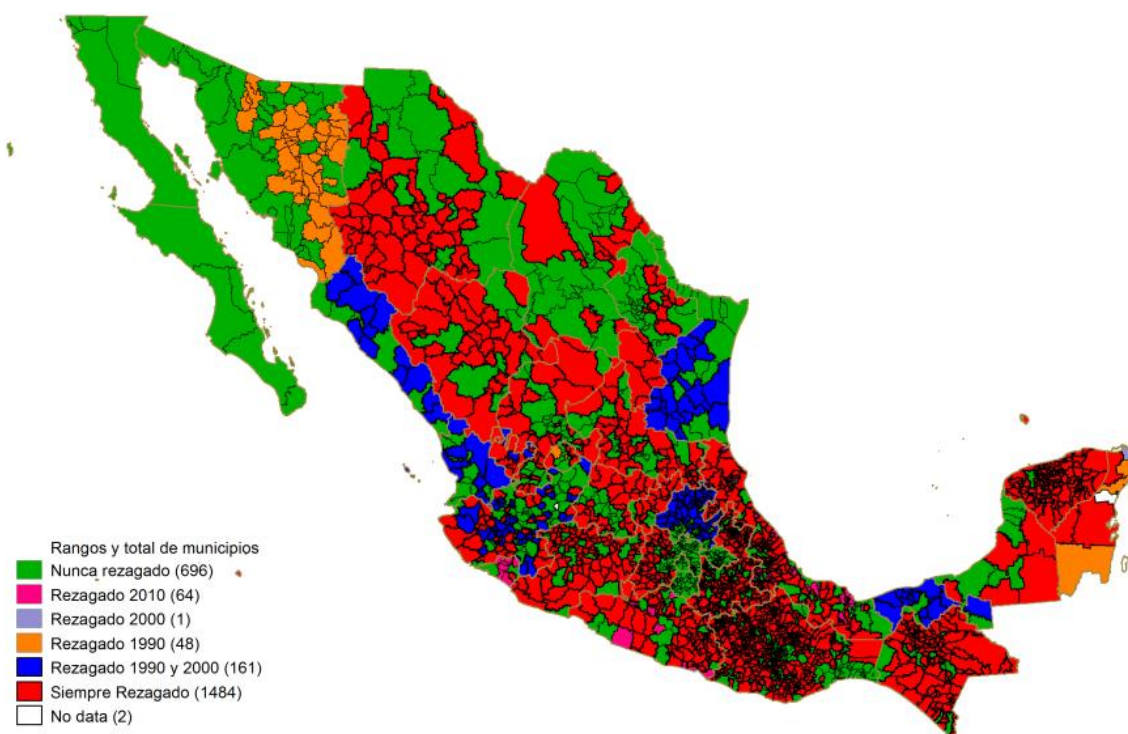 Rangos y total de municipios
Nunca rezagado (696)
Rezagado 2010 (64)
Rezagado 2000 (1)
Rezagado 1990 (48)
Rezagado 1990 y 2000 (161)
Siempre Rezagado (1484)
No data (2)